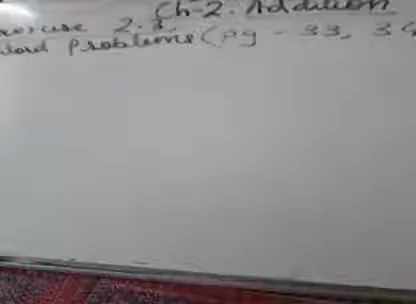 Ch-2. Addition
Exercise 2.3
Word Problems (pg - 33, 34